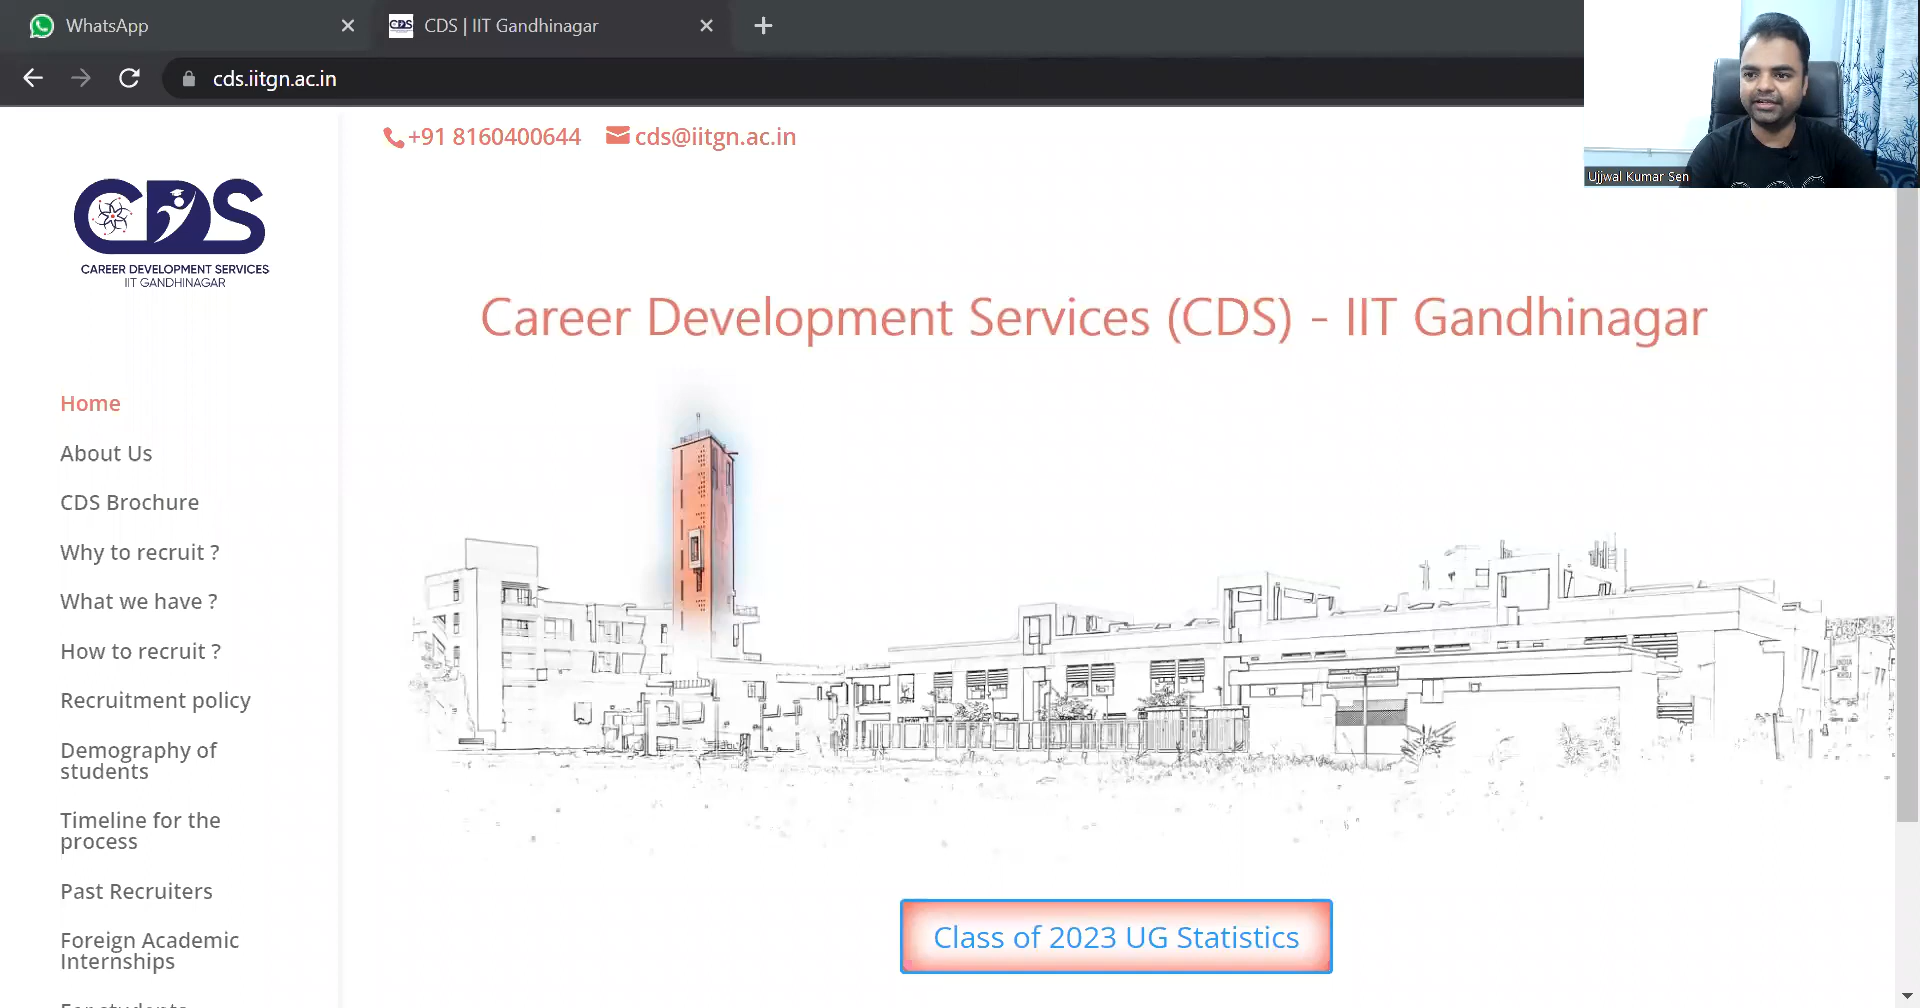 WhatsApp
CDS | IIT Gandhinagar
cds.iitgn.ac.in
Ujjwal Kumar Sen
+91 8160400644 cds@iitgn.ac.in
CDS
CAREER DEVELOPMENT SERVICES
IIT GANDHINAGAR
Career Development Services (CDS) - IIT Gandhinagar
Home
About Us
CDS Brochure
Why to recruit ?
What we have ?
How to recruit ?
Recruitment policy
Demography of
students
Timeline for the
process
Past Recruiters
Foreign Academic
Internships
For students
Class of 2023 UG Statistics